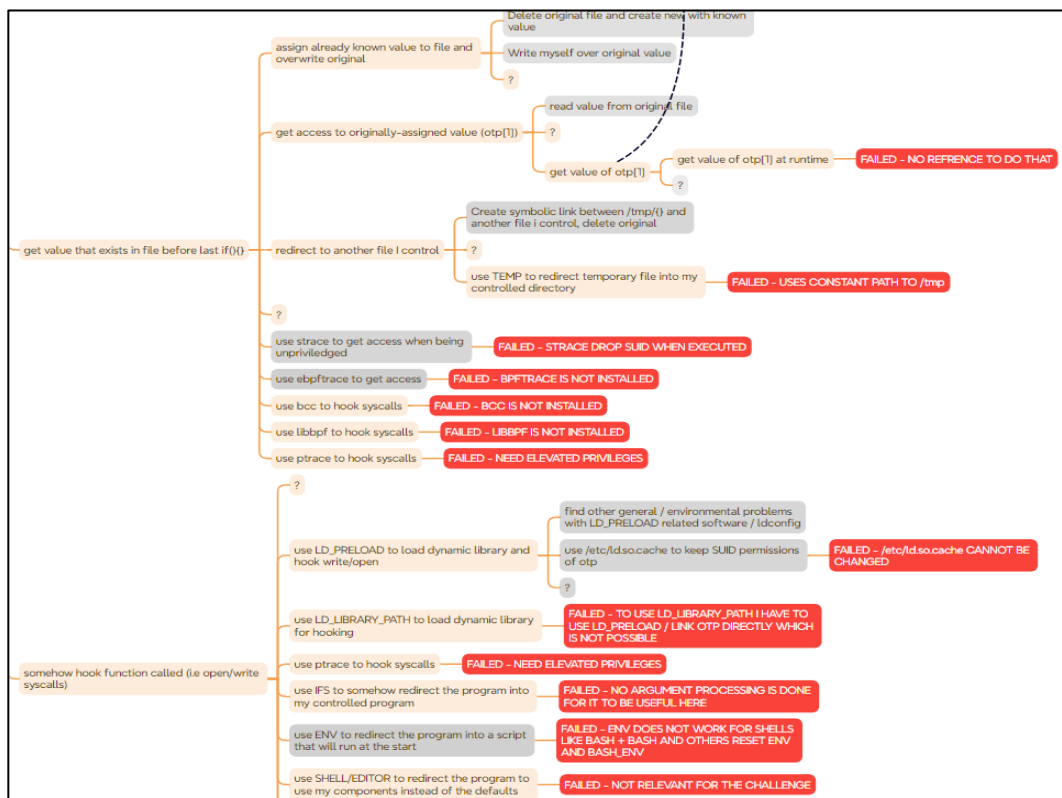 Delete original file and create new with known
value
assign already known value to file and
overwrite original
Write myself over original value
?
read value from original file
get access to originally-assigned value (otp[1])
?
get value of otp[1]
get value of otp[1] at runtime
FAILED - NO REFRENCE TO DO THAT
?
Create symbolic link between /tmp/{} and
another file i control, delete original
get value that exists in file before last if(){}
redirect to another file I control
?
use TEMP to redirect temporary file into my
controlled directory
FAILED - USES CONSTANT PATH TO /tmp
?
use strace to get access when being
unpriviledged
FAILED - STRACE DROP SUID WHEN EXECUTED
use ebpftrace to get access
FAILED - BPFTRACE IS NOT INSTALLED
use bcc to hook syscalls
FAILED - BCC IS NOT INSTALLED
use libbpf to hook syscalls
FAILED - LIBBPF IS NOT INSTALLED
use ptrace to hook syscalls
FAILED - NEED ELEVATED PRIVILEGES
?
find other general / environmental problems
with LD_PRELOAD related software / ldconfig
use LD_PRELOAD to load dynamic library and
hook write/open
use /etc/ld.so.cache to keep SUID permissions
of otp
FAILED - /etc/ld.so.cache CANNOT BE
CHANGED
?
use LD_LIBRARY_PATH to load dynamic library
for hooking
FAILED - TO USE LD_LIBRARY_PATH I HAVE TO
USE LD_PRELOAD / LINK OTP DIRECTLY WHICH
IS NOT POSSIBLE
somehow hook function called (i.e open/write
syscalls)
use ptrace to hook syscalls
FAILED - NEED ELEVATED PRIVILEGES
use IFS to somehow redirect the program into
my controlled program
FAILED - NO ARGUMENT PROCESSING IS DONE
FOR IT TO BE USEFUL HERE
use ENV to redirect the program into a script
that will run at the start
FAILED - ENV DOES NOT WORK FOR SHELLS
LIKE BASH + BASH AND OTHERS RESET ENV
AND BASH_ENV
use SHELL/EDITOR to redirect the program to
use my components instead of the defaults
FAILED - NOT RELEVANT FOR THE CHALLENGE